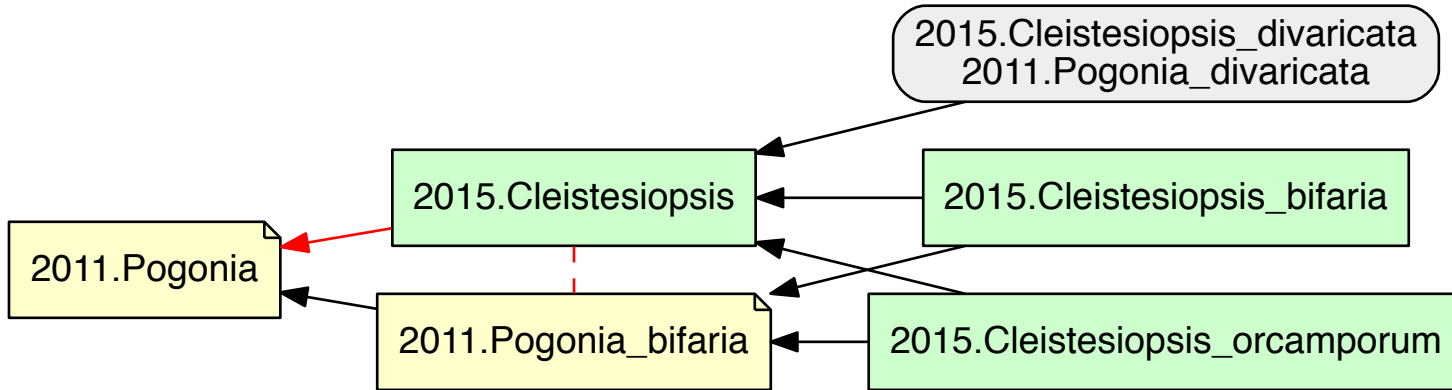 2015.Cleistesiopsis_divaricata
2011.Pogonia_divaricata
2015.Cleistesiopsis
2015.Cleistesiopsis_bifaria
2011.Pogonia
2011.Pogonia_bifaria
2015.Cleistesiopsis_orcamporum